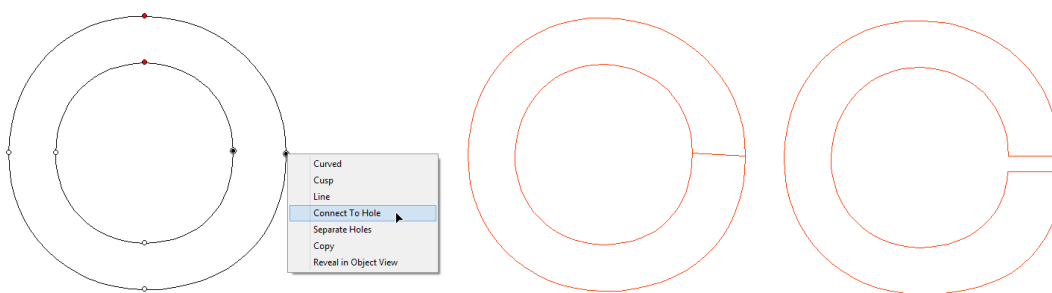 Curved
Cusp
Line
Connect To Hole
Separate Holes
Copy
Reveal in Object View